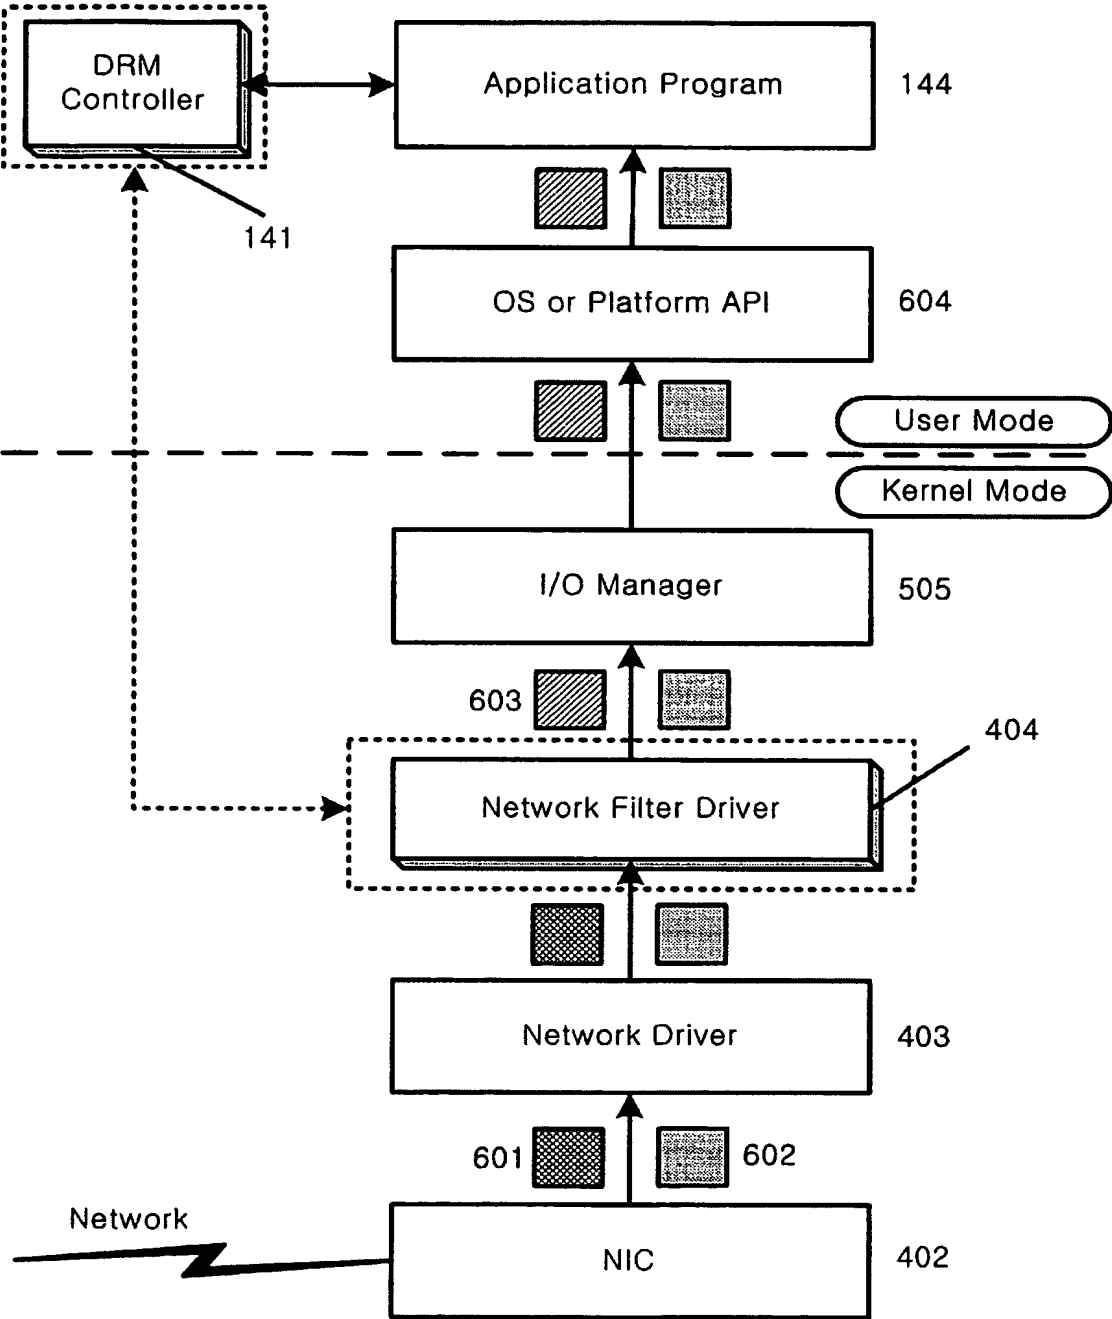 DRM
Controller
Application Program
144
141
OS or Platform API
604
User Mode
Kernel Mode
I/O Manager
505
603
404
Network Filter Driver
Network Driver
403
601
602
Network
NIC
402